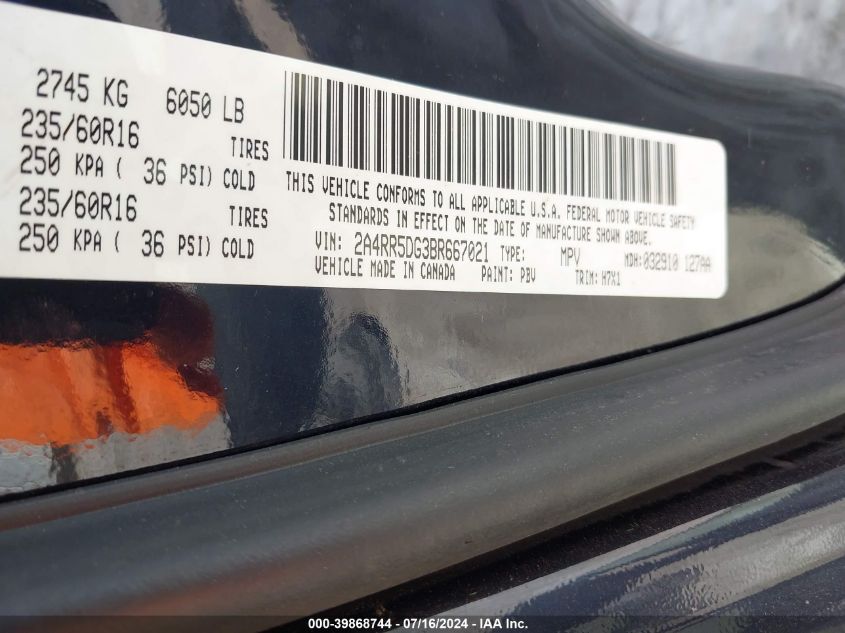 2745 KG 6050 LB
235/60R16 TIRES
250 KPA ( 36 PSI) COLD
235/60R16 TIRES
250 KPA ( 36 PSI) COLD
THIS VEHICLE CONFORMS TO ALL APPLICABLE U.S.A. FEDERAL MOTOR VEHICLE SAFETY
STANDARDS IN EFFECT ON THE DATE OF MANUFACTURE SHOWN ABOVE.
VIN: 2A4RR5DG3BR667021 TYPE: MPV MDH: 032910 127AA
VEHICLE MADE IN CANADA PAINT: PBV TRIM: H7X1
000-39868744 / 07/16/2024 - IAA Inc.